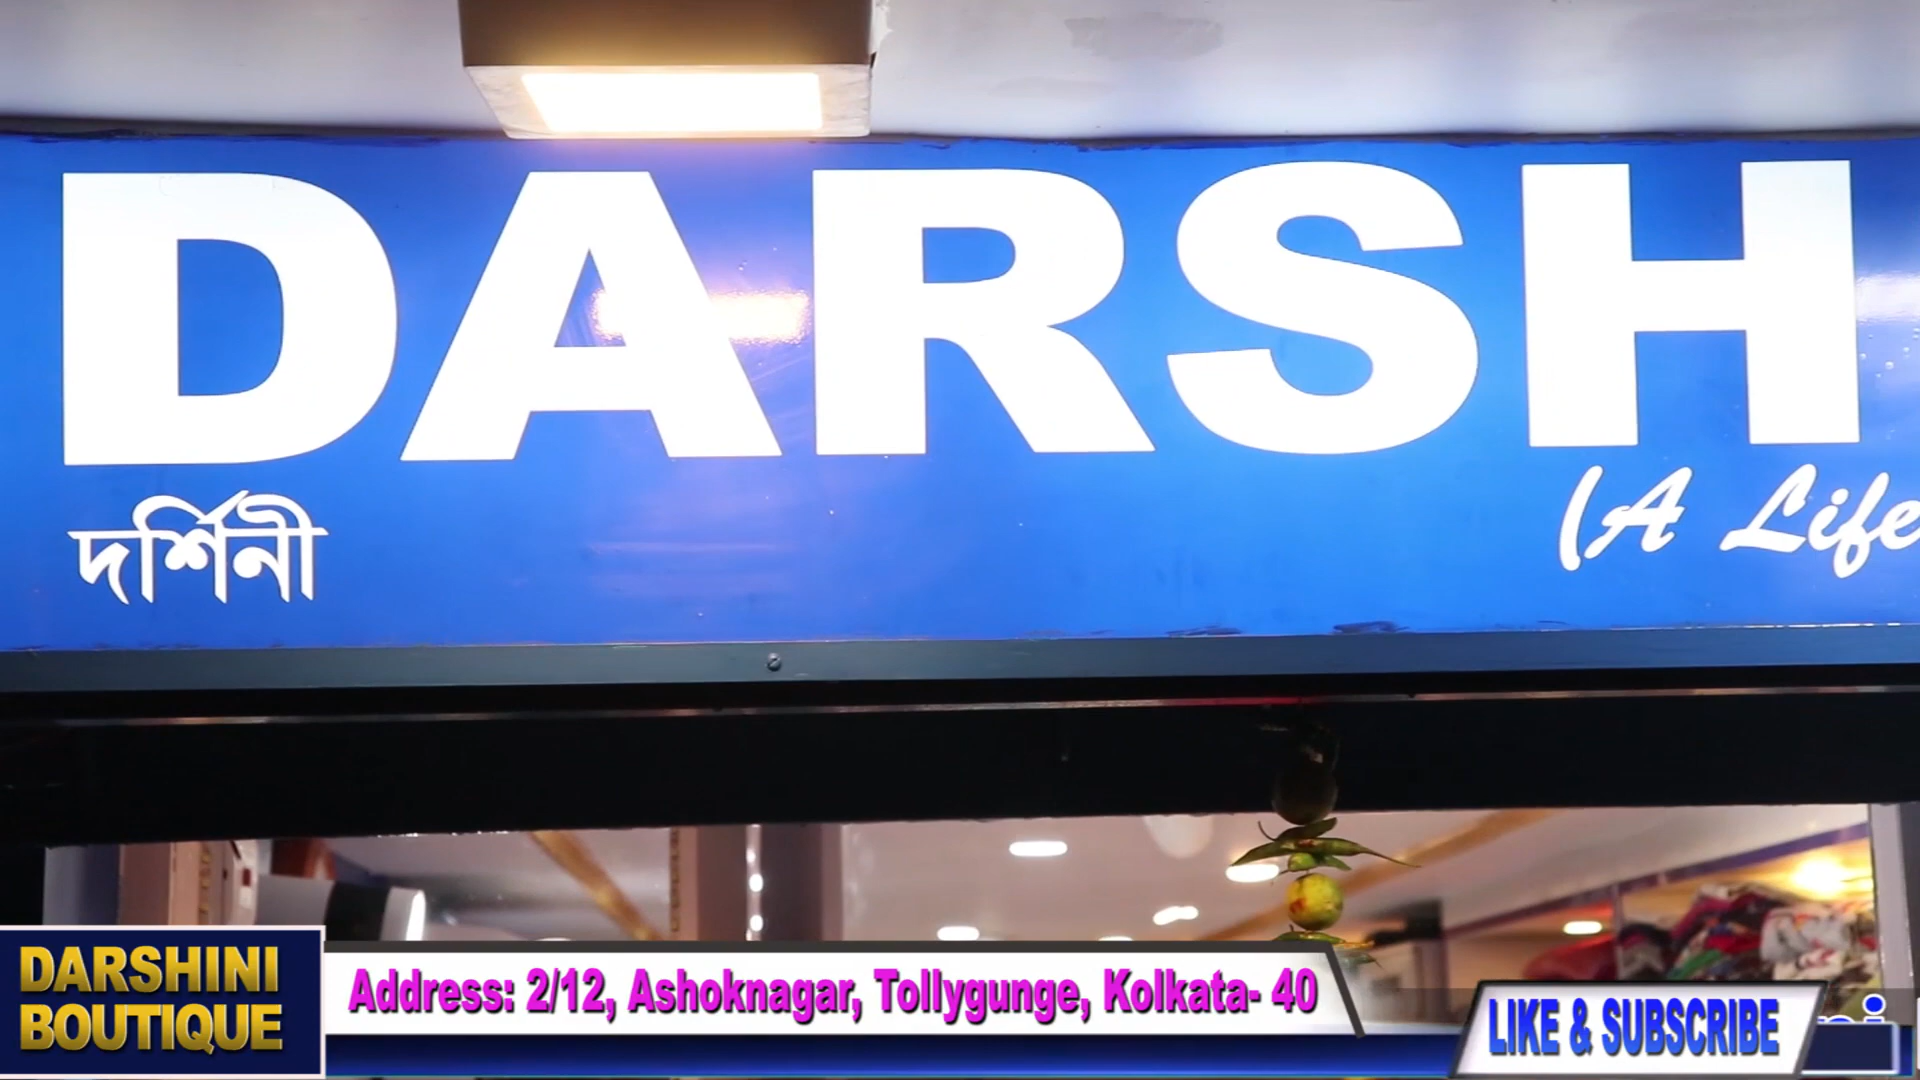 DARSH
দর্শিনী
(A Life
DARSHINI
BOUTIQUE
Address: 2/12, Ashoknagar, Tollygunge, Kolkata- 40
LIKE & SUBSCRIBE